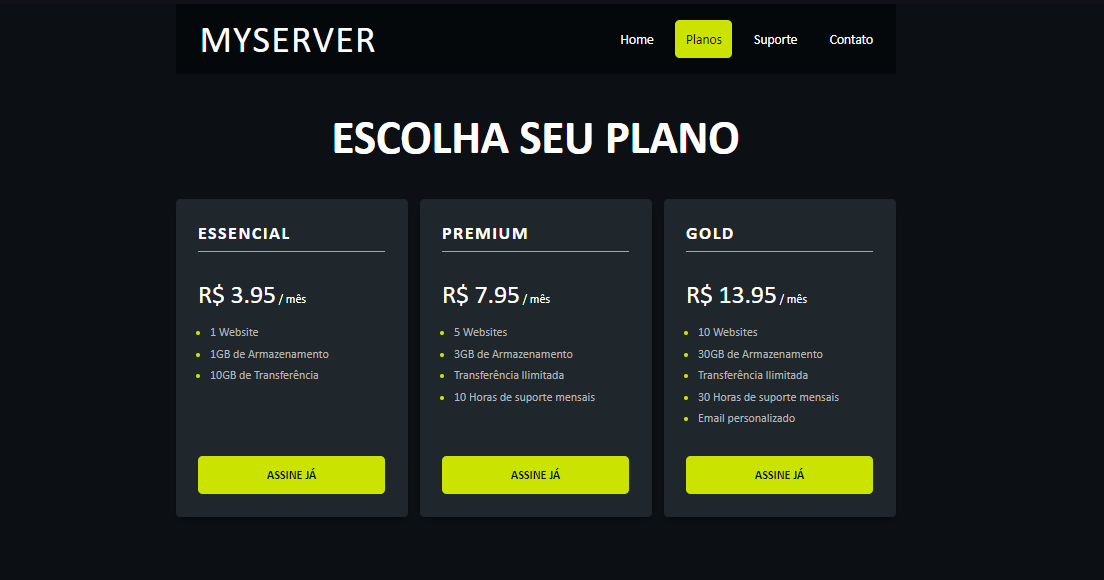 MYSERVER
Home Planos Suporte Contato
ESCOLHA SEU PLANO
ESSENCIAL
R$ 3.95 / mês
1 Website
1GB de Armazenamento
10GB de Transferência
ASSINE JÁ
PREMIUM
R$ 7.95 / mês
5 Websites
3GB de Armazenamento
Transferência Ilimitada
10 Horas de suporte mensais
ASSINE JÁ
GOLD
R$ 13.95 / mês
10 Websites
30GB de Armazenamento
Transferência Ilimitada
30 Horas de suporte mensais
Email personalizado
ASSINE JÁ